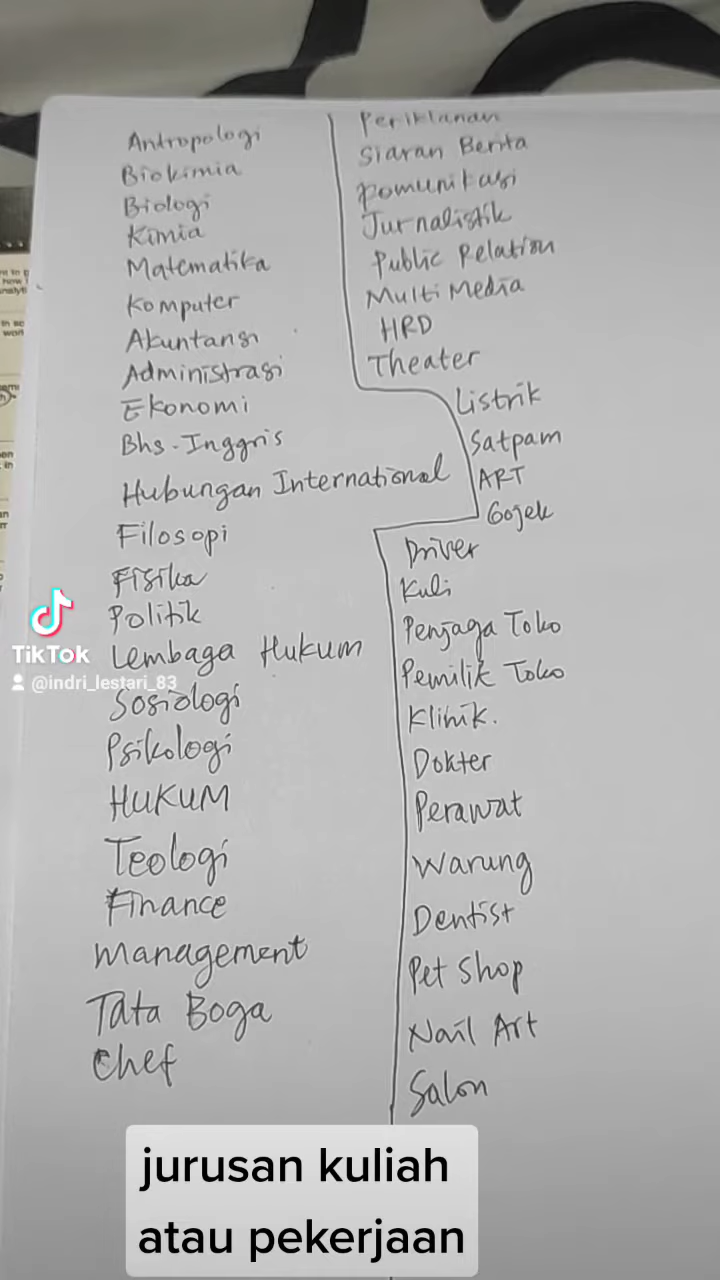 Antropologi
Biokimia
Biologi
Kimia
Matematika
Komputer
Akuntansi
Administrasi
Ekonomi
Bhs. Inggris
Hubungan International
Filosopi
Fisika
Politik
Lembaga Hukum
Sosiologi
Psikologi
HUKUM
Teologi
Finance
management
Tata Boga
Chef
Periklanan
Siaran Berita
Komunikasi
Jurnalistik
Public Relation
Multi Media
HRD
Theater
Listrik
Satpam
ART
Gojek
Driver
Kuli
Penjaga Toko
Pemilik Toko
Klinik.
Dokter
Perawat
Warung
Dentist
Pet Shop
Nail Art
Salon
TikTok
@indri_lestari_83
jurusan kuliah
atau pekerjaan